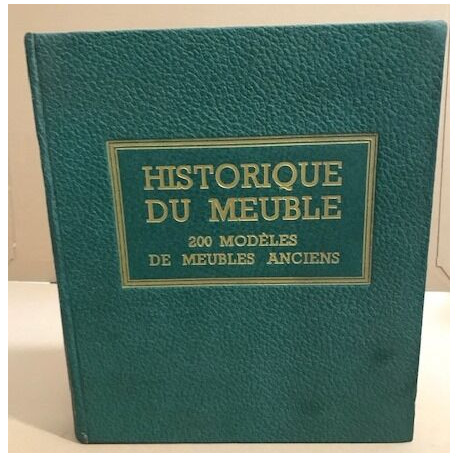 HISTORIQUE
DU MEUBLE
200 MODÈLES
DE MEUBLES ANCIENS